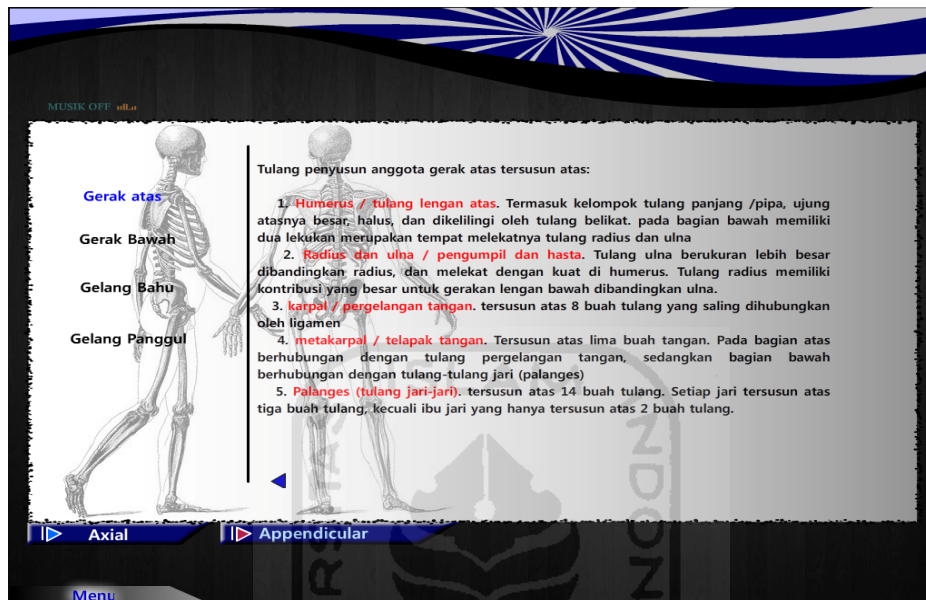 MUSIK OFF
Gerak atas
Gerak Bawah
Gelang Bahu
Gelang Panggul
Tulang penyusun anggota gerak atas tersusun atas:
1. Humerus / tulang lengan atas. Termasuk kelompok tulang panjang /pipa, ujung
atasnya besar, halus, dan dikelilingi oleh tulang belikat. pada bagian bawah memiliki
dua lekukan merupakan tempat melekatnya tulang radius dan ulna
2. Radius dan ulna / pengumpil dan hasta. Tulang ulna berukuran lebih besar
dibandingkan radius, dan melekat dengan kuat di humerus. Tulang radius memiliki
kontribusi yang besar untuk gerakan lengan bawah dibandingkan ulna.
3. karpal / pergelangan tangan. tersusun atas 8 buah tulang yang saling dihubungkan
oleh ligamen
4. metakarpal / telapak tangan. Tersusun atas lima buah tangan. Pada bagian atas
berhubungan dengan tulang pergelangan tangan, sedangkan bagian bawah
berhubungan dengan tulang-tulang jari (palanges)
5. Palanges (tulang jari-jari). tersusun atas 14 buah tulang. Setiap jari tersusun atas
tiga buah tulang, kecuali ibu jari yang hanya tersusun atas 2 buah tulang.
Axial
Appendicular
Menu